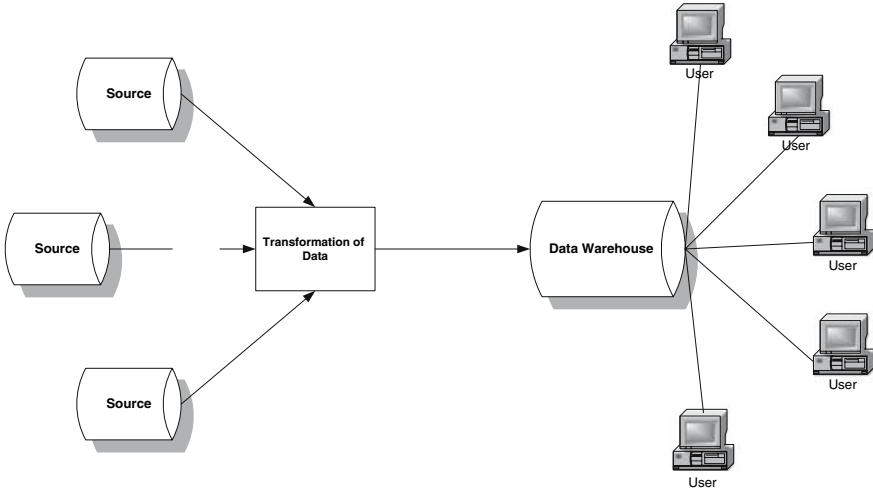 User
Source
User
Source
Transformation of
Data
Data Warehouse
User
User
Source
User